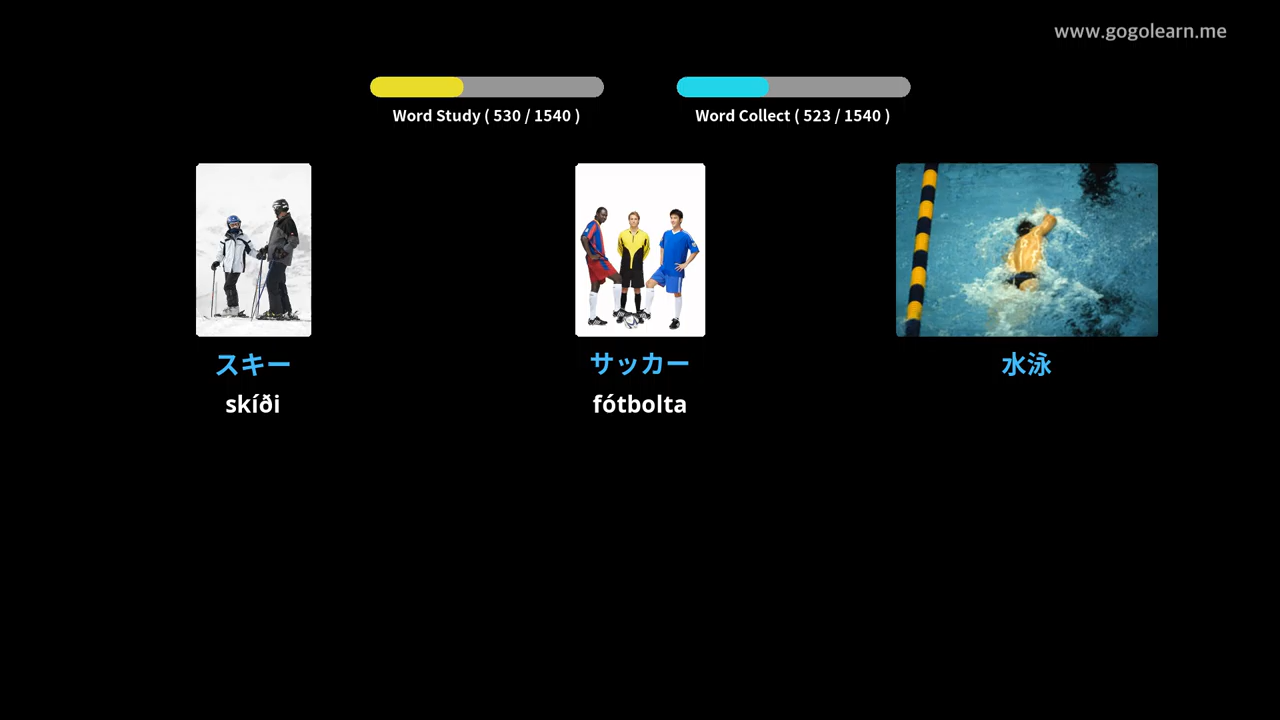 www.gogolearn.me
Word Study ( 530 / 1540 )
Word Collect ( 523 / 1540 )
スキー
サッカー
水泳
skíði
fótbolta